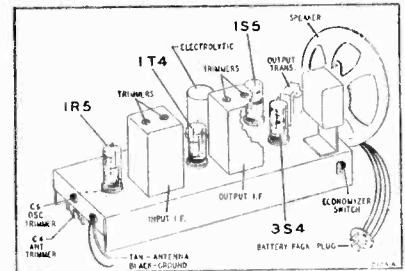 SPEAKER
1S5
ELECTROLYTIC
1T4
TRIMMERS
OUTPUT
TRANS.
1R5
TRIMMERS
C6
OSC
TRIMMER
C4
ANT
TRIMMER
INPUT I.F.
OUTPUT I.F.
3S4
ECONOMIZER
SWITCH
TAN-ANTENNA
BLACK-GROUND
BATTERY PACK PLUG